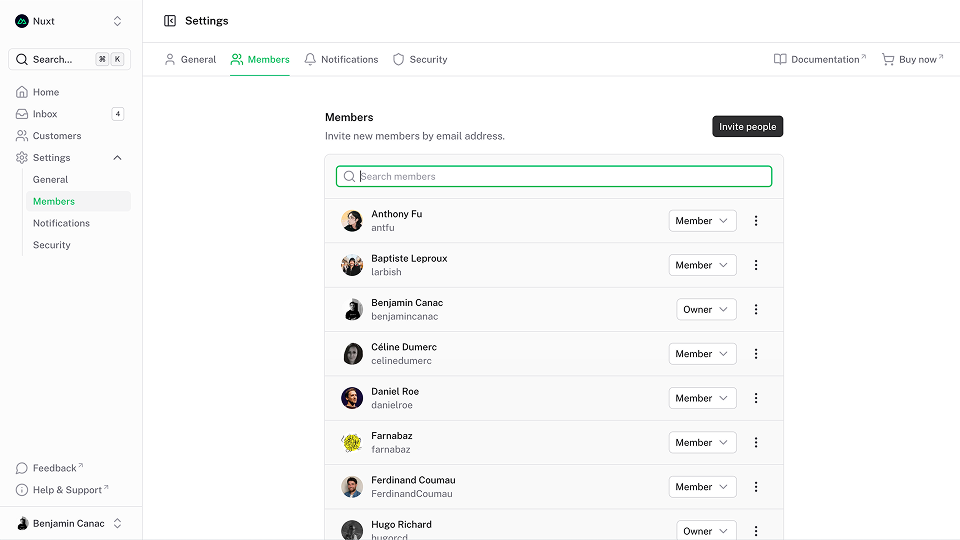 Nuxt
Search...
⌘ K
Home
Inbox
4
Customers
Settings
General
Members
Notifications
Security
Feedback↗
Help & Support↗
Benjamin Canac
Settings
General
Members
Notifications
Security
Documentation↗
Buy now↗
Members
Invite new members by email address.
Invite people
Search members
Anthony Fu
antfu
Member
Baptiste Leproux
larbish
Member
Benjamin Canac
benjamincanac
Owner
Céline Dumerc
celinedumerc
Member
Daniel Roe
danielroe
Member
Farnabaz
farnabaz
Member
Ferdinand Coumau
FerdinandCoumau
Member
Hugo Richard
hugorcd
Owner